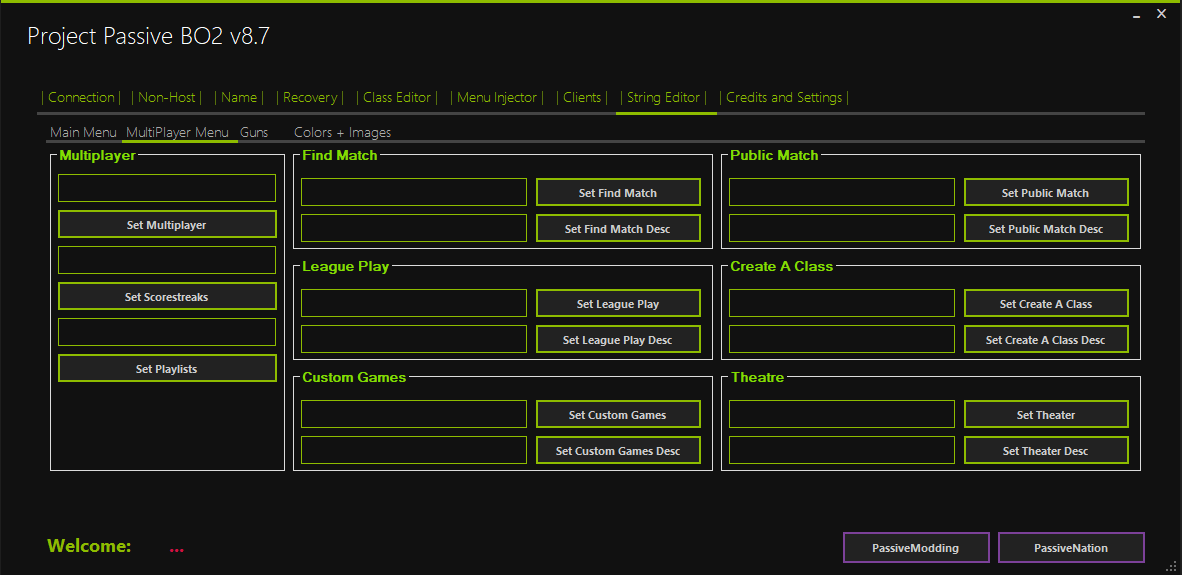 Project Passive BO2 v8.7
| Connection | | Non-Host | | Name | | Recovery | | Class Editor | | Menu Injector | | Clients | | String Editor | | Credits and Settings |
Main Menu MultiPlayer Menu Guns Colors + Images
Multiplayer
Set Multiplayer
Set Scorestreaks
Set Playlists
Find Match
Set Find Match
Set Find Match Desc
Public Match
Set Public Match
Set Public Match Desc
League Play
Set League Play
Set League Play Desc
Create A Class
Set Create A Class
Set Create A Class Desc
Custom Games
Set Custom Games
Set Custom Games Desc
Theatre
Set Theater
Set Theater Desc
Welcome: ...
PassiveModding
PassiveNation